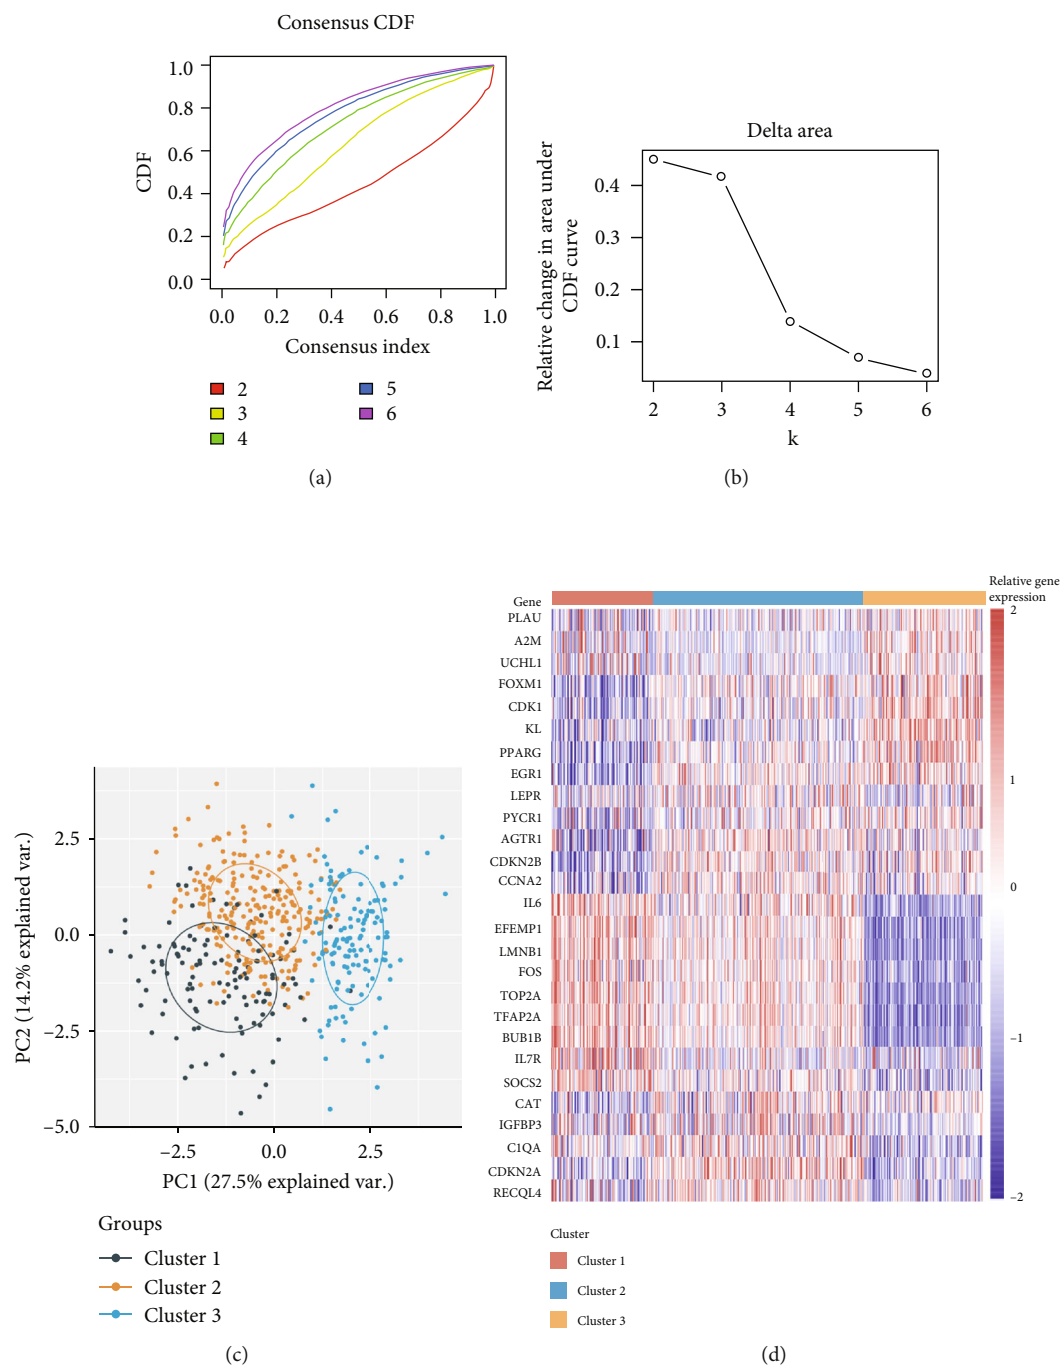 Consensus CDF
CDF
1.0
0.8
0.6
0.4
0.2
0.0
0.0 0.2 0.4 0.6 0.8 1.0
Consensus index
2 5
3 6
4
(a)
Delta area
Relative change in area under
CDF curve
0.4
0.3
0.2
0.1
2 3 4 5 6
k
(b)
PC2 (14.2% explained var.)
2.5
0.0
−2.5
−5.0
−2.5 0.0 2.5
PC1 (27.5% explained var.)
Groups
Cluster 1
Cluster 2
Cluster 3
(c)
Relative gene
expression
Gene
PLAU
A2M
UCHL1
FOXM1
CDK1
KL
PPARG
EGR1
LEPR
PYCR1
AGTR1
CDKN2B
CCNA2
IL6
EFEMP1
LMNB1
FOS
TOP2A
TFAP2A
BUB1B
IL7R
SOCS2
CAT
IGFBP3
C1QA
CDKN2A
RECQL4
2
1
0
−1
−2
Cluster
Cluster 1
Cluster 2
Cluster 3
(d)